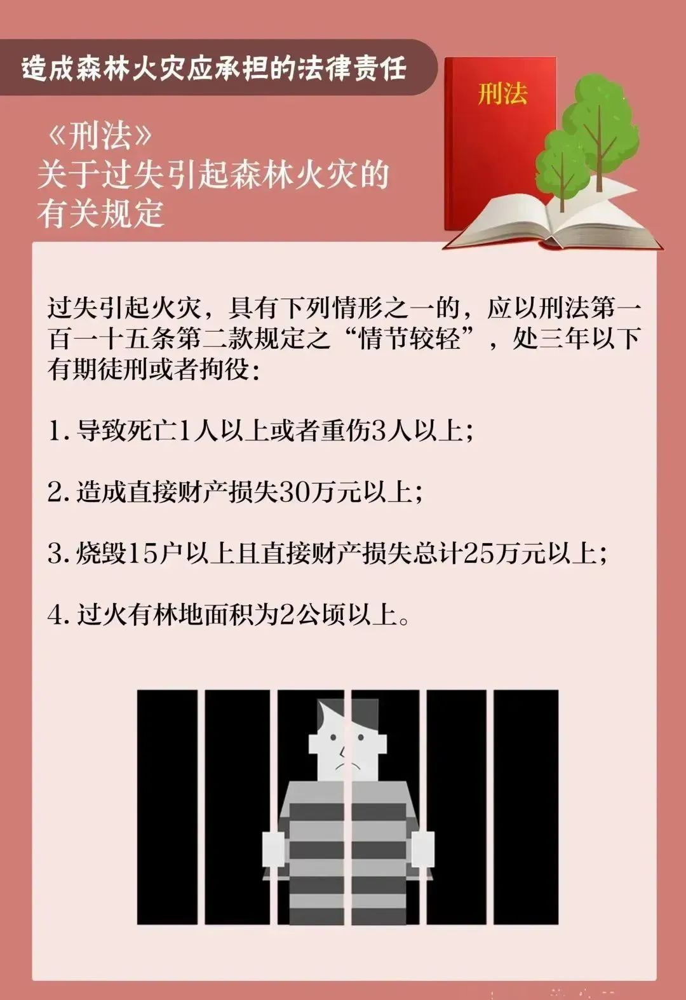 造成森林火灾应承担的法律责任
刑法
《刑法》
关于过失引起森林火灾的
有关规定
过失引起火灾，具有下列情形之一的，应以刑法第一
百一十五条第二款规定之“情节较轻”，处三年以下
有期徒刑或者拘役：
1. 导致死亡1人以上或者重伤3人以上；
2. 造成直接财产损失30万元以上；
3. 烧毁15户以上且直接财产损失总计25万元以上；
4. 过火有林地面积为2公顷以上。